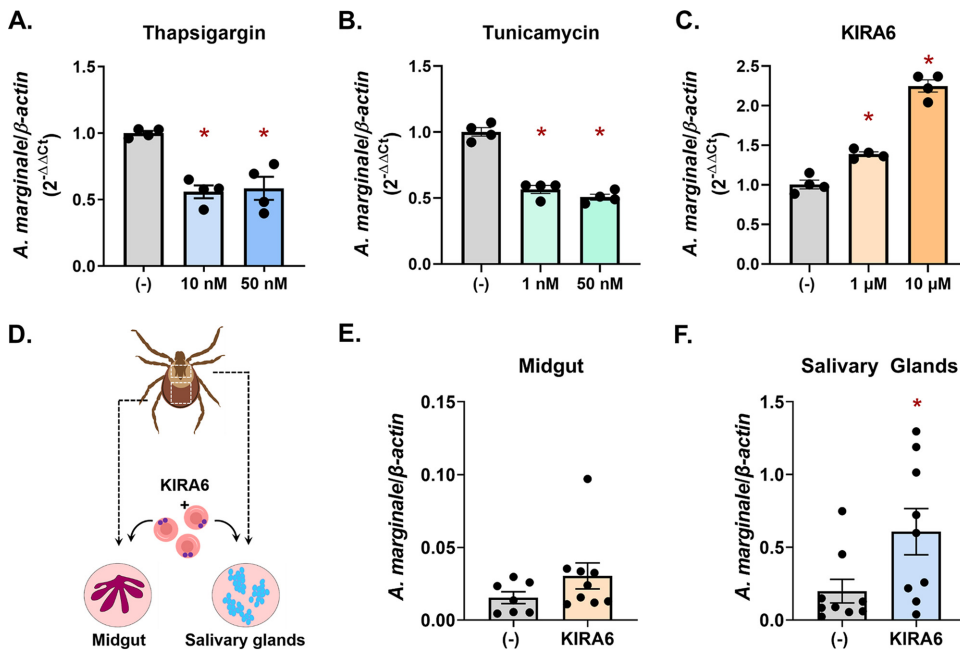 A.
Thapsigargin
A. marginale/β-actin
(2^-ΔΔCt)
1.5
1.0
0.5
0.0
*
*
(-)
10 nM
50 nM
B.
Tunicamycin
A. marginale/β-actin
(2^-ΔΔCt)
1.5
1.0
0.5
0.0
*
*
(-)
1 nM
50 nM
C.
KIRA6
A. marginale/β-actin
(2^-ΔΔCt)
2.5
2.0
1.5
1.0
0.5
0.0
*
*
(-)
1 µM
10 µM
D.
KIRA6
+
Midgut
Salivary glands
E.
Midgut
A. marginale/β-actin
0.15
0.10
0.05
0.00
(-)
KIRA6
F.
Salivary Glands
A. marginale/β-actin
1.5
1.0
0.5
0.0
*
(-)
KIRA6